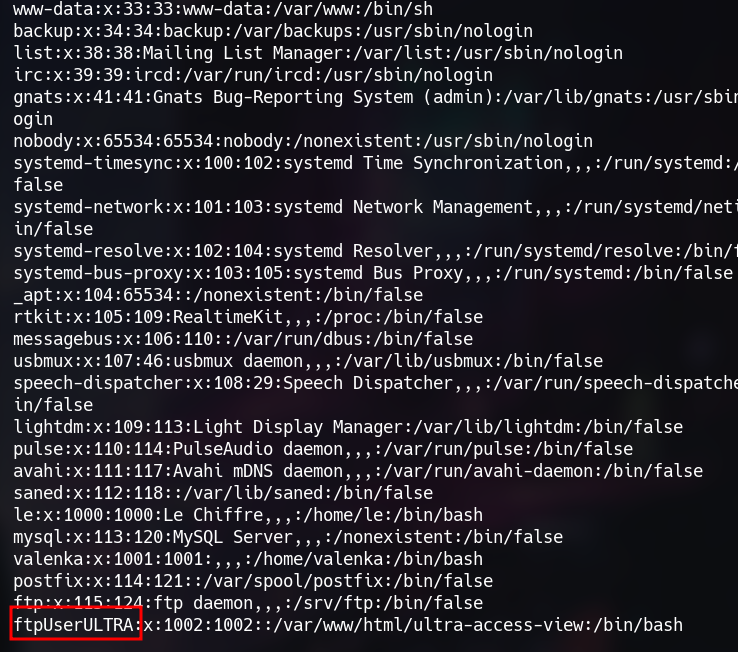 www-data:x:33:33:www-data:/var/www:/bin/sh
backup:x:34:34:backup:/var/backups:/usr/sbin/nologin
list:x:38:38:Mailing List Manager:/var/list:/usr/sbin/nologin
irc:x:39:39:ircd:/var/run/ircd:/usr/sbin/nologin
gnats:x:41:41:Gnats Bug-Reporting System (admin):/var/lib/gnats:/usr/sbin
ogin
nobody:x:65534:65534:nobody:/nonexistent:/usr/sbin/nologin
systemd-timesync:x:100:102:systemd Time Synchronization,,,:/run/systemd:/
false
systemd-network:x:101:103:systemd Network Management,,,:/run/systemd/neti
in/false
systemd-resolve:x:102:104:systemd Resolver,,,:/run/systemd/resolve:/bin/f
systemd-bus-proxy:x:103:105:systemd Bus Proxy,,,:/run/systemd:/bin/false
_apt:x:104:65534::/nonexistent:/bin/false
rtkit:x:105:109:RealtimeKit,,,:/proc:/bin/false
messagebus:x:106:110::/var/run/dbus:/bin/false
usbmux:x:107:46:usbmux daemon,,,:/var/lib/usbmux:/bin/false
speech-dispatcher:x:108:29:Speech Dispatcher,,,:/var/run/speech-dispatche
in/false
lightdm:x:109:113:Light Display Manager:/var/lib/lightdm:/bin/false
pulse:x:110:114:PulseAudio daemon,,,:/var/run/pulse:/bin/false
avahi:x:111:117:Avahi mDNS daemon,,,:/var/run/avahi-daemon:/bin/false
saned:x:112:118::/var/lib/saned:/bin/false
le:x:1000:1000:Le Chiffre,,,:/home/le:/bin/bash
mysql:x:113:120:MySQL Server,,,:/nonexistent:/bin/false
valenka:x:1001:1001:,,,:/home/valenka:/bin/bash
postfix:x:114:121::/var/spool/postfix:/bin/false
ftp:x:115:124:ftp daemon,,,:/srv/ftp:/bin/false
ftpUserULTRA:x:1002:1002::/var/www/html/ultra-access-view:/bin/bash